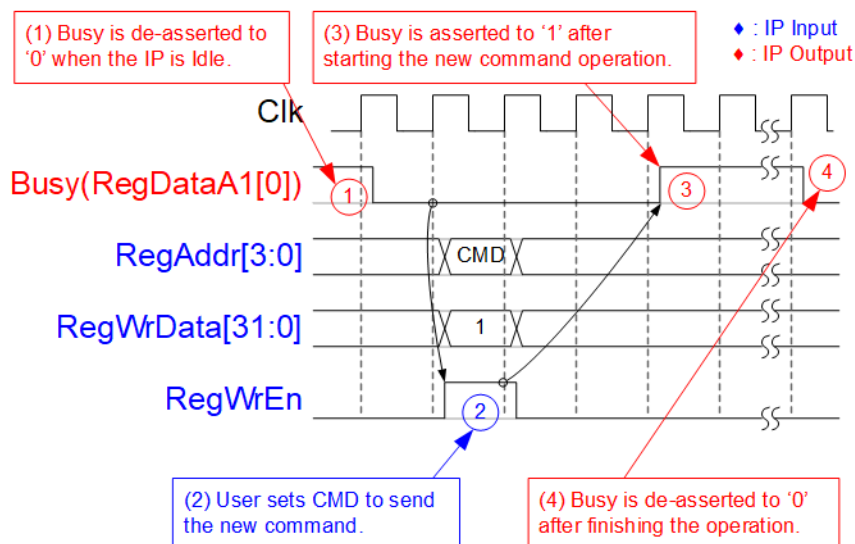 (1) Busy is de-asserted to
‘0’ when the IP is Idle.
(3) Busy is asserted to ‘1’ after
starting the new command operation.
♦ : IP Input
♦ : IP Output
Clk
Busy(RegDataA1[0])
1
3
4
RegAddr[3:0]
CMD
RegWrData[31:0]
1
RegWrEn
2
(2) User sets CMD to send
the new command.
(4) Busy is de-asserted to ‘0’
after finishing the operation.